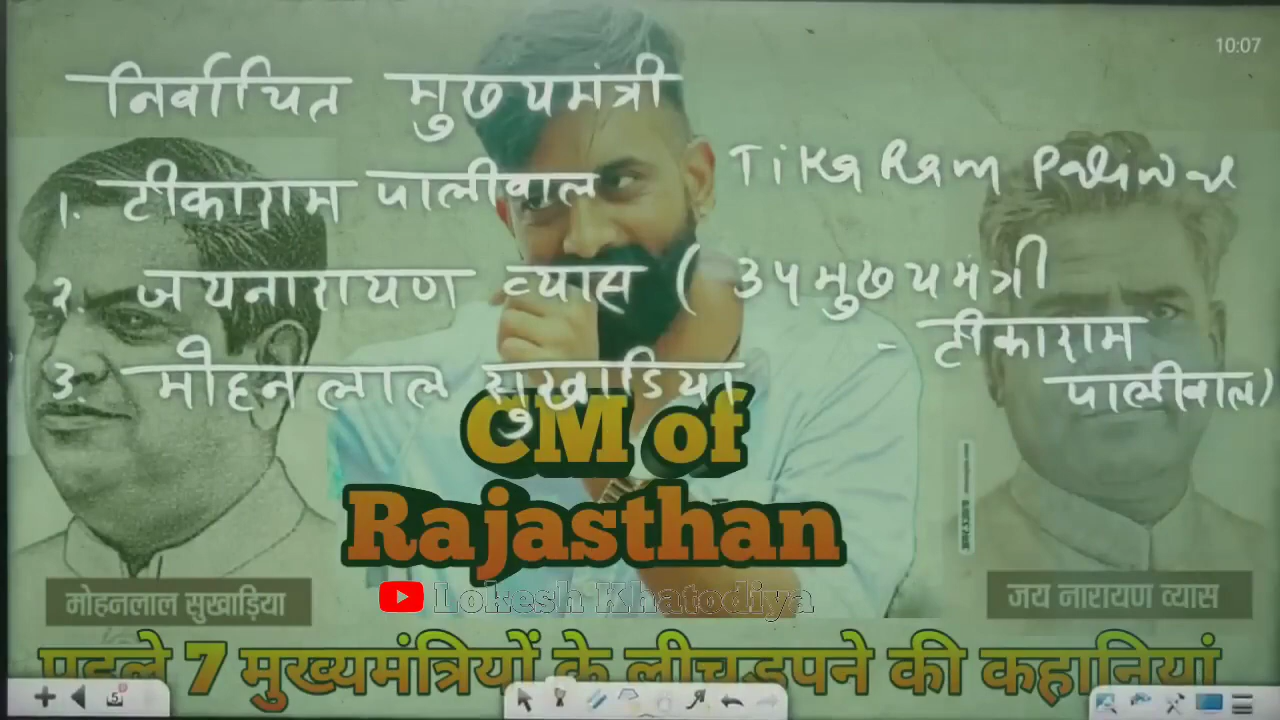 10:07
निर्वाचित मुख्यमंत्री
1. टीकाराम पालीवाल Tika Ram Paliwal
2. जयनारायण व्यास ( उपमुख्यमंत्री
- टीकाराम
पालीवाल)
3. मोहनलाल सुखाडिया
CM of
Rajasthan
Lokesh Khatodiya
मोहनलाल सुखाड़िया
जय नारायण व्यास
पहले 7 मुख्यमंत्रियों के लीचड़पने की कहानियां
5